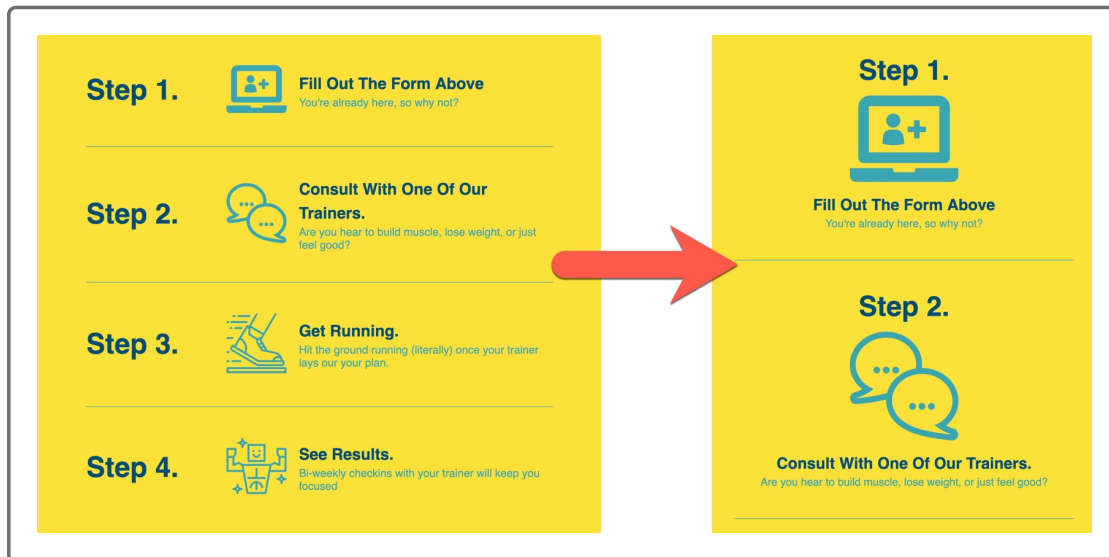 Step 1.
Fill Out The Form Above
You're already here, so why not?
Step 2.
Consult With One Of Our
Trainers.
Are you hear to build muscle, lose weight, or just
feel good?
Step 3.
Get Running.
Hit the ground running (literally) once your trainer
lays our your plan.
Step 4.
See Results.
Bi-weekly checkins with your trainer will keep you
focused
Step 1.
Fill Out The Form Above
You're already here, so why not?
Step 2.
Consult With One Of Our Trainers.
Are you hear to build muscle, lose weight, or just feel good?